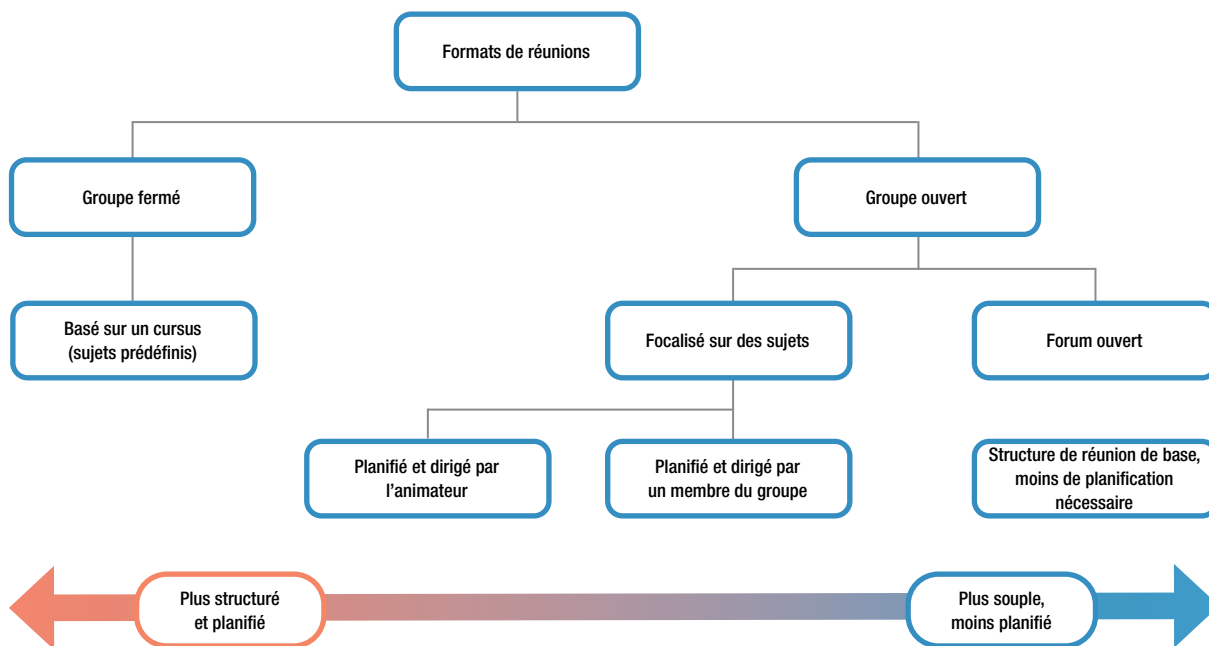 Formats de réunions
Groupe fermé
Groupe ouvert
Basé sur un cursus
(sujets prédéfinis)
Focalisé sur des sujets
Forum ouvert
Planifié et dirigé par
l’animateur
Planifié et dirigé par
un membre du groupe
Structure de réunion de base,
moins de planification
nécessaire
Plus structuré
et planifié
Plus souple,
moins planifié